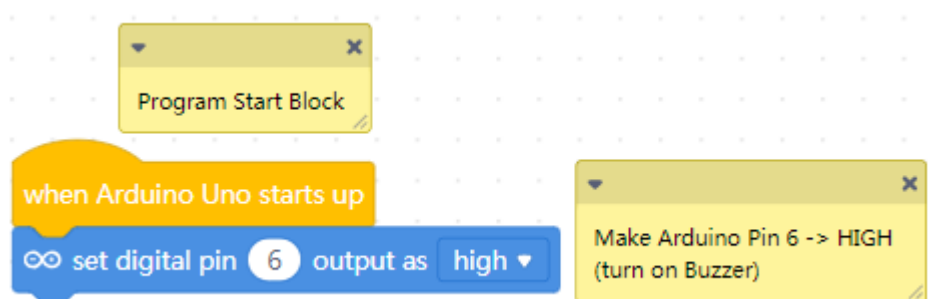 Program Start Block
when Arduino Uno starts up
set digital pin 6 output as high
Make Arduino Pin 6 -> HIGH
(turn on Buzzer)